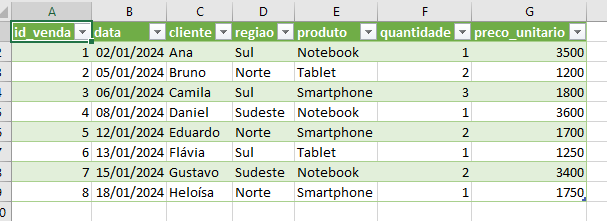 A B C D E F G
id_venda data cliente regiao produto quantidade preco_unitario
1 02/01/2024 Ana Sul Notebook 1 3500
2 05/01/2024 Bruno Norte Tablet 2 1200
3 06/01/2024 Camila Sul Smartphone 3 1800
4 08/01/2024 Daniel Sudeste Notebook 1 3600
5 12/01/2024 Eduardo Norte Smartphone 2 1700
6 13/01/2024 Flávia Sul Tablet 1 1250
7 15/01/2024 Gustavo Sudeste Notebook 2 3400
8 18/01/2024 Heloísa Norte Smartphone 1 1750